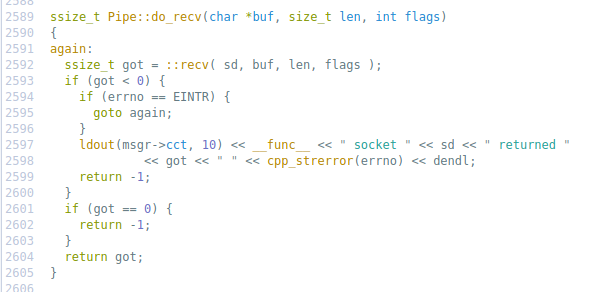 2588
2589 ssize_t Pipe::do_recv(char *buf, size_t len, int flags)
2590 {
2591 again:
2592   ssize_t got = ::recv( sd, buf, len, flags );
2593   if (got < 0) {
2594     if (errno == EINTR) {
2595       goto again;
2596     }
2597     ldout(msgr->cct, 10) << __func__ << " socket " << sd << " returned "
2598              << got << " " << cpp_strerror(errno) << dendl;
2599     return -1;
2600   }
2601   if (got == 0) {
2602     return -1;
2603   }
2604   return got;
2605 }
2606